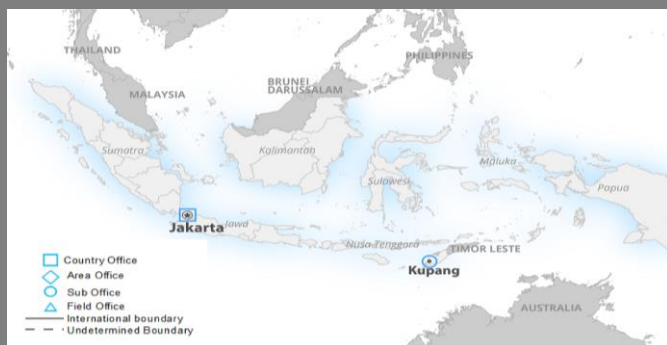 THAILAND
PHILIPPINES
BRUNEI
DARUSSALAM
MALAYSIA
Sumatra
Kalimantan
Maluka
Sulawesi
Papua
Jakarta
Jawa
Nusa Tenggara
TIMOR LESTE
Kupang
AUSTRALIA
Country Office
Area Office
Sub Office
Field Office
International boundary
Undetermined Boundary